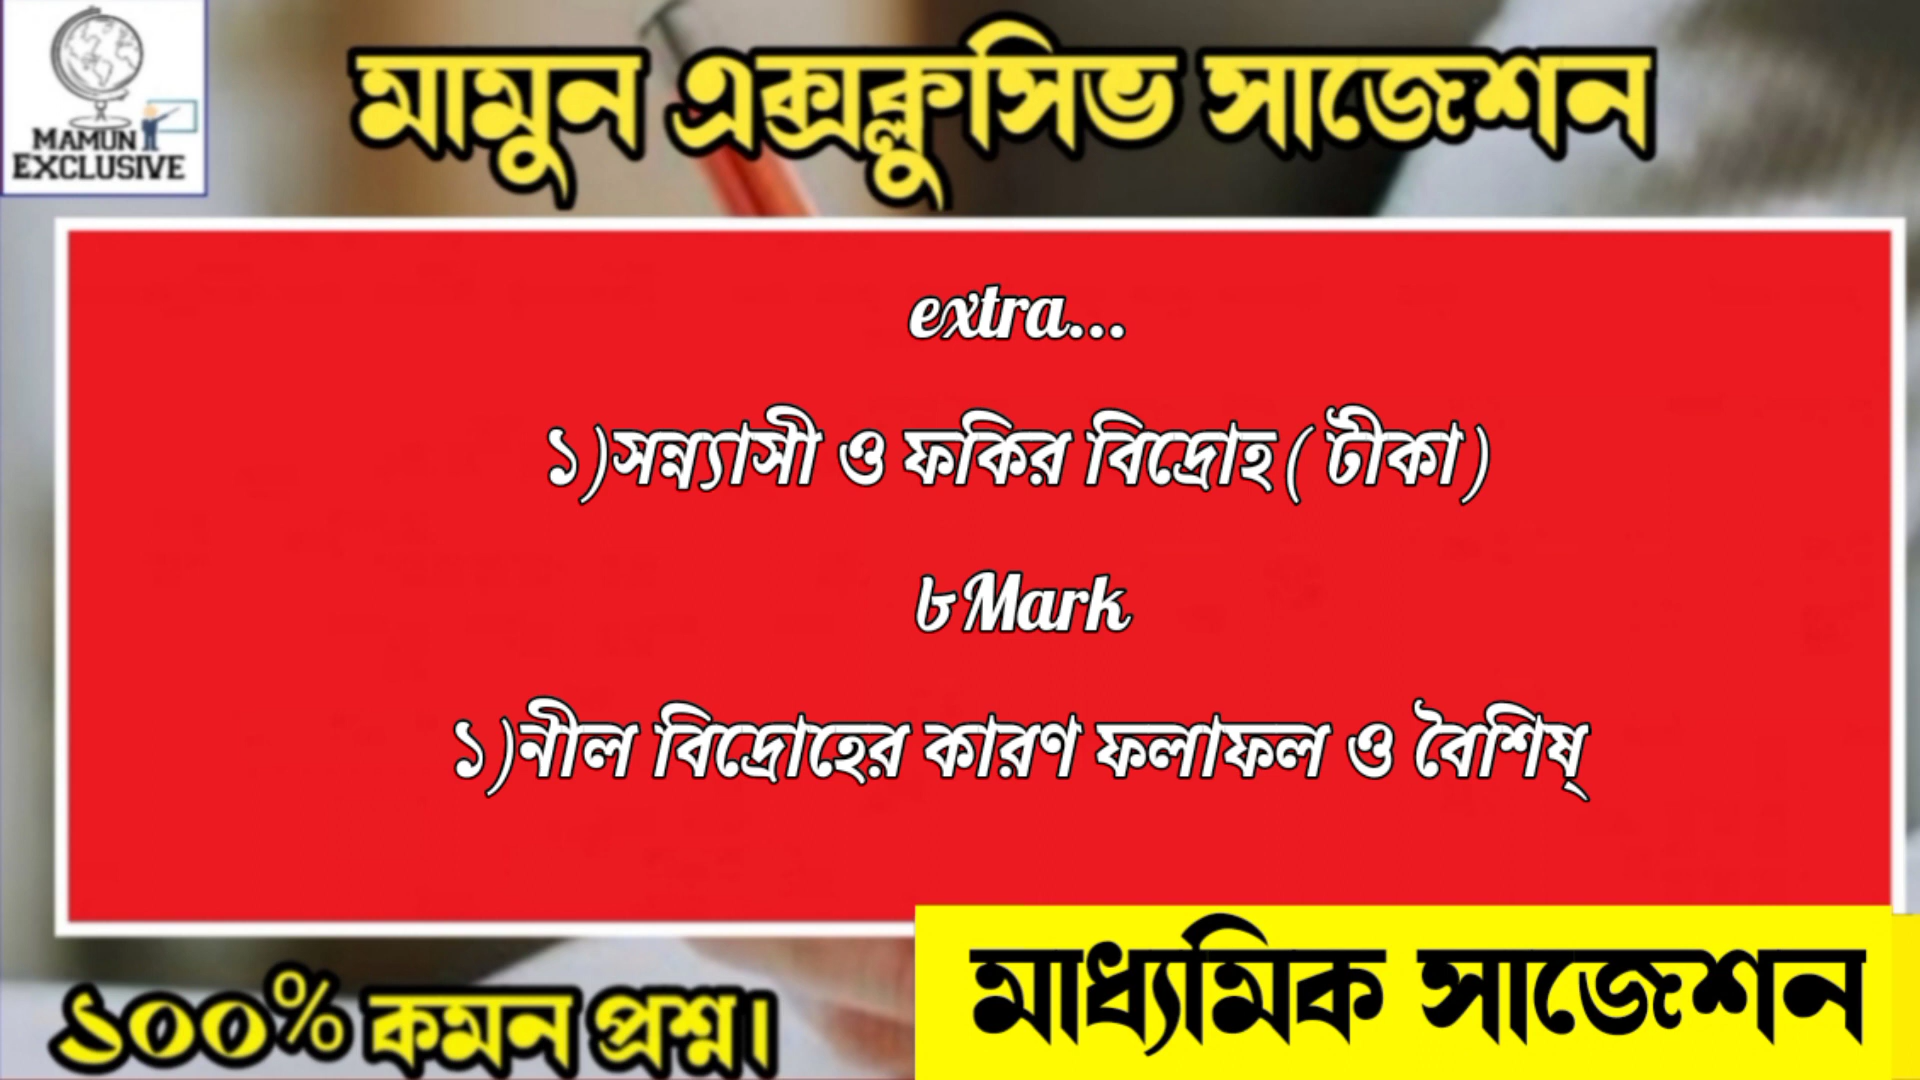 মামুন এক্সক্লুসিভ সাজেশন
MAMUN
EXCLUSIVE
extra...
১)সন্ন্যাসী ও ফকির বিদ্রোহ ( টীকা )
৮Mark
১)নীল বিদ্রোহের কারণ ফলাফল ও বৈশিষ্
১০০% কমন প্রশ্ন।
মাধ্যমিক সাজেশন